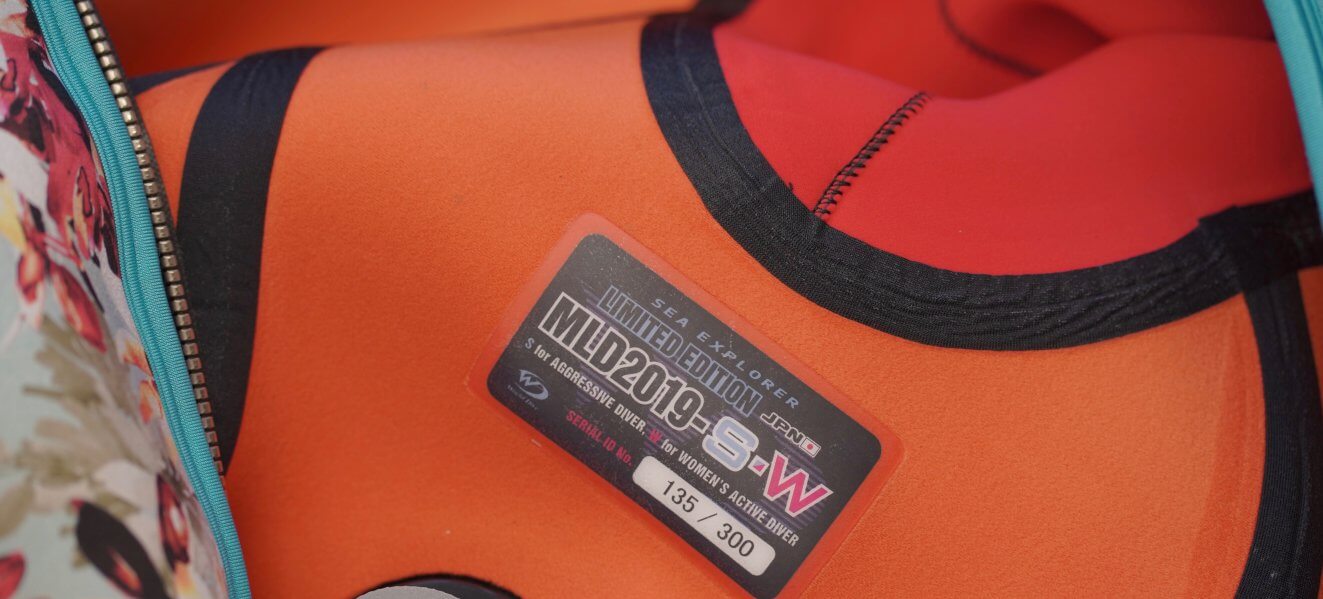 SEA EXPLORER
LIMITED EDITION
MLD2019-S·W JPN
S for AGGRESSIVE DIVER, W for WOMEN'S ACTIVE DIVER
SERIAL ID No. 135 / 300